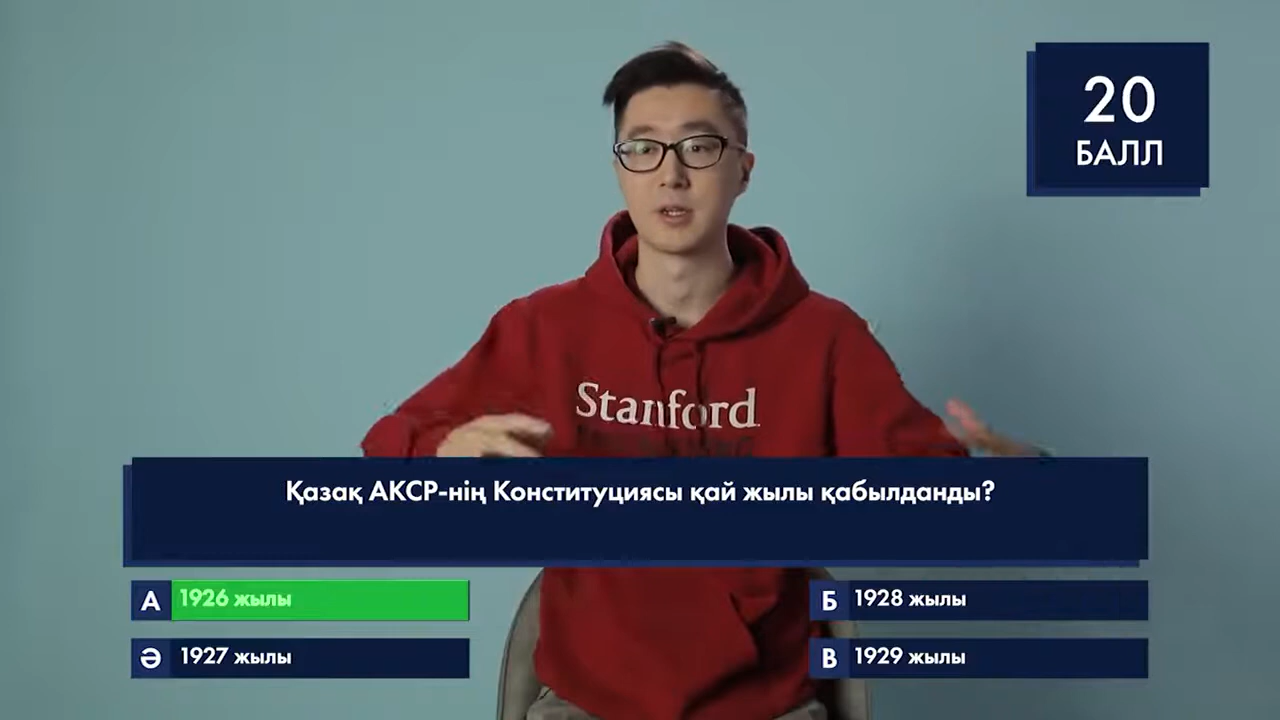 20
БАЛЛ
Stanford
Қазақ АКСР-нің Конституциясы қай жылы қабылданды?
А 1926 жылы
Б 1928 жылы
Ә 1927 жылы
В 1929 жылы